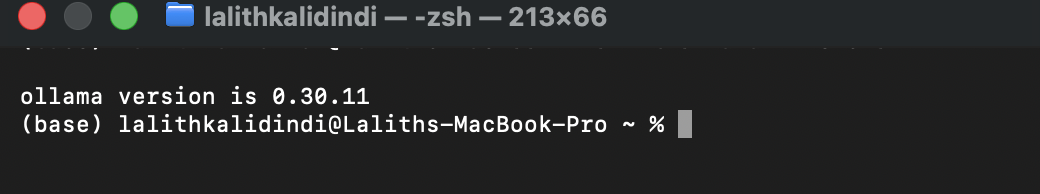 lalithkalidindi — -zsh — 213×66
ollama version is 0.30.11
(base) lalithkalidindi@Laliths-MacBook-Pro ~ %